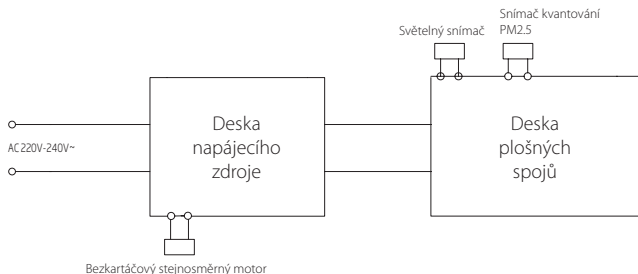 Snímač kvantování
PM2.5
Světelný snímač
Deska
napájecího
zdroje
Deska
plošných
spojů
AC 220V-240V~
Bezkartáčový stejnosměrný motor